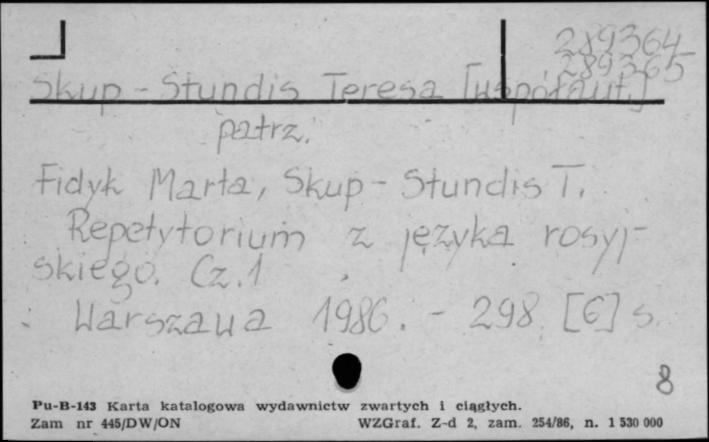 289364
289365
Skup - Stundis Teresa [współaut.]
patrz.
Fidyk Marta, Skup - Stundis T.
Repetytorium z języka rosyj-
skiego. Cz. 1
Warszawa 1986. - 298, [6] s.
8
Pu-B-143 Karta katalogowa wydawnictw zwartych i ciągłych.
Zam nr 445/DW/ON WZGraf. Z-d 2, zam. 254/86, n. 1 530 000